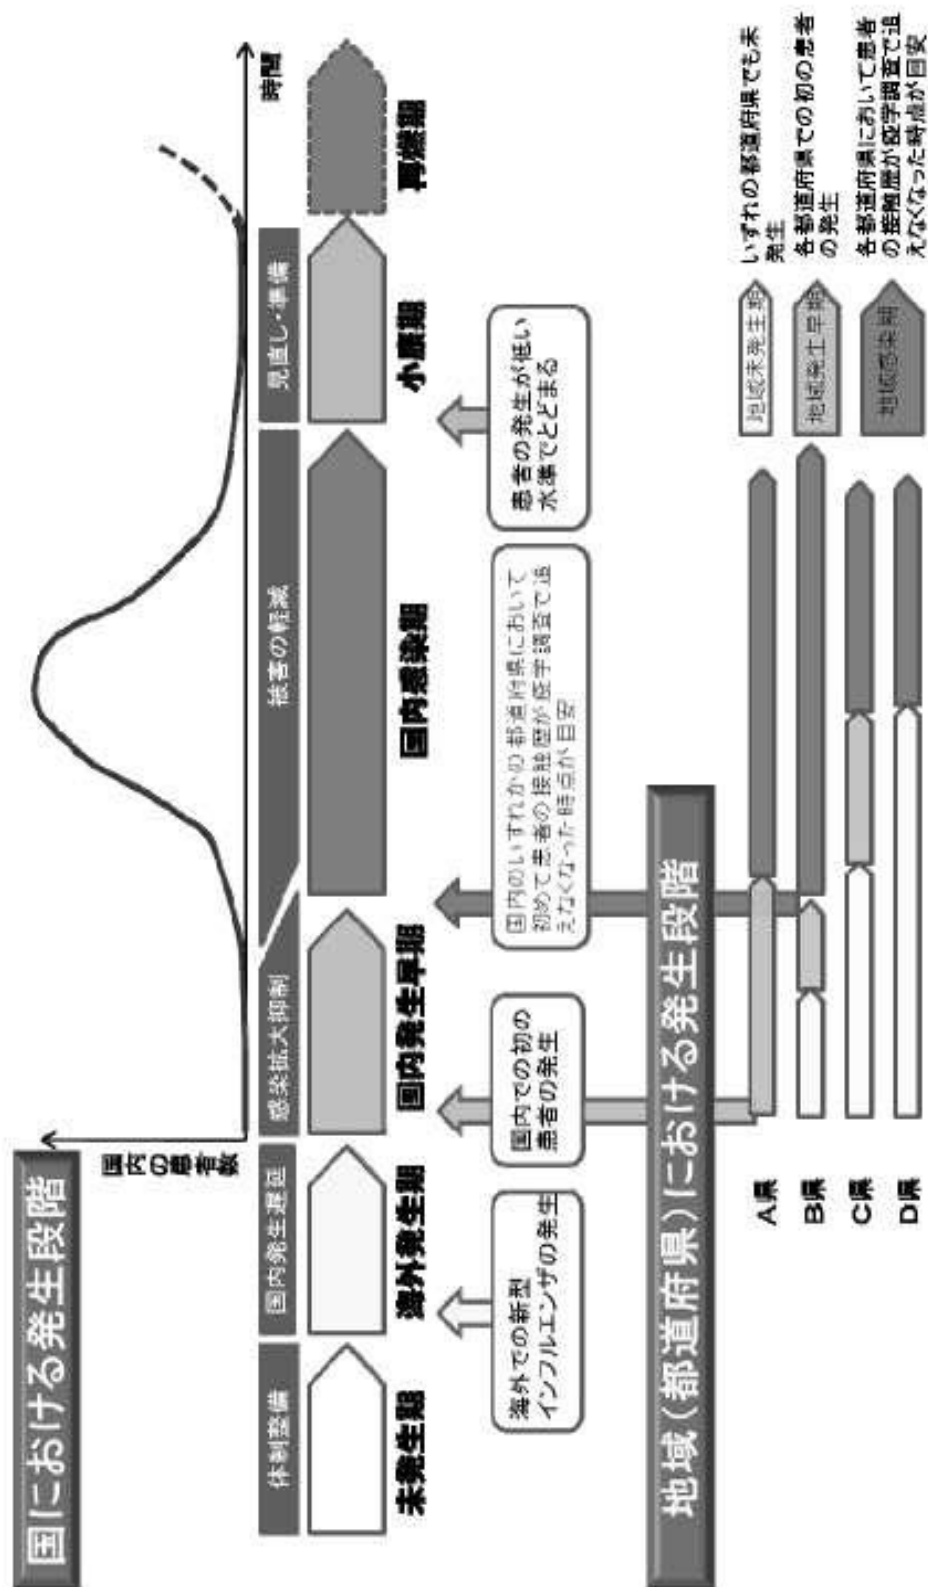 国における発生段階
国内の患者数
時間
体制整備
国内発生遅延
感染拡大抑制
被害の軽減
見直し・準備
未発生期
海外発生期
国内発生早期
国内感染期
小康期
再燃期
海外での新型
インフルエンザの発生
国内での初の
患者の発生
国内のいずれかの都道府県において
初めて患者の接触歴が疫学調査で追
えなくなった時点が目安
患者の発生が低い
水準でとどまる
地域(都道府県)における発生段階
A県
B県
C県
D県
地域未発生期
いずれの都道府県でも未
発生
地域発生早期
各都道府県での初の患者
の発生
地域感染期
各都道府県において患者
の接触歴が疫学調査で追
えなくなった時点が目安